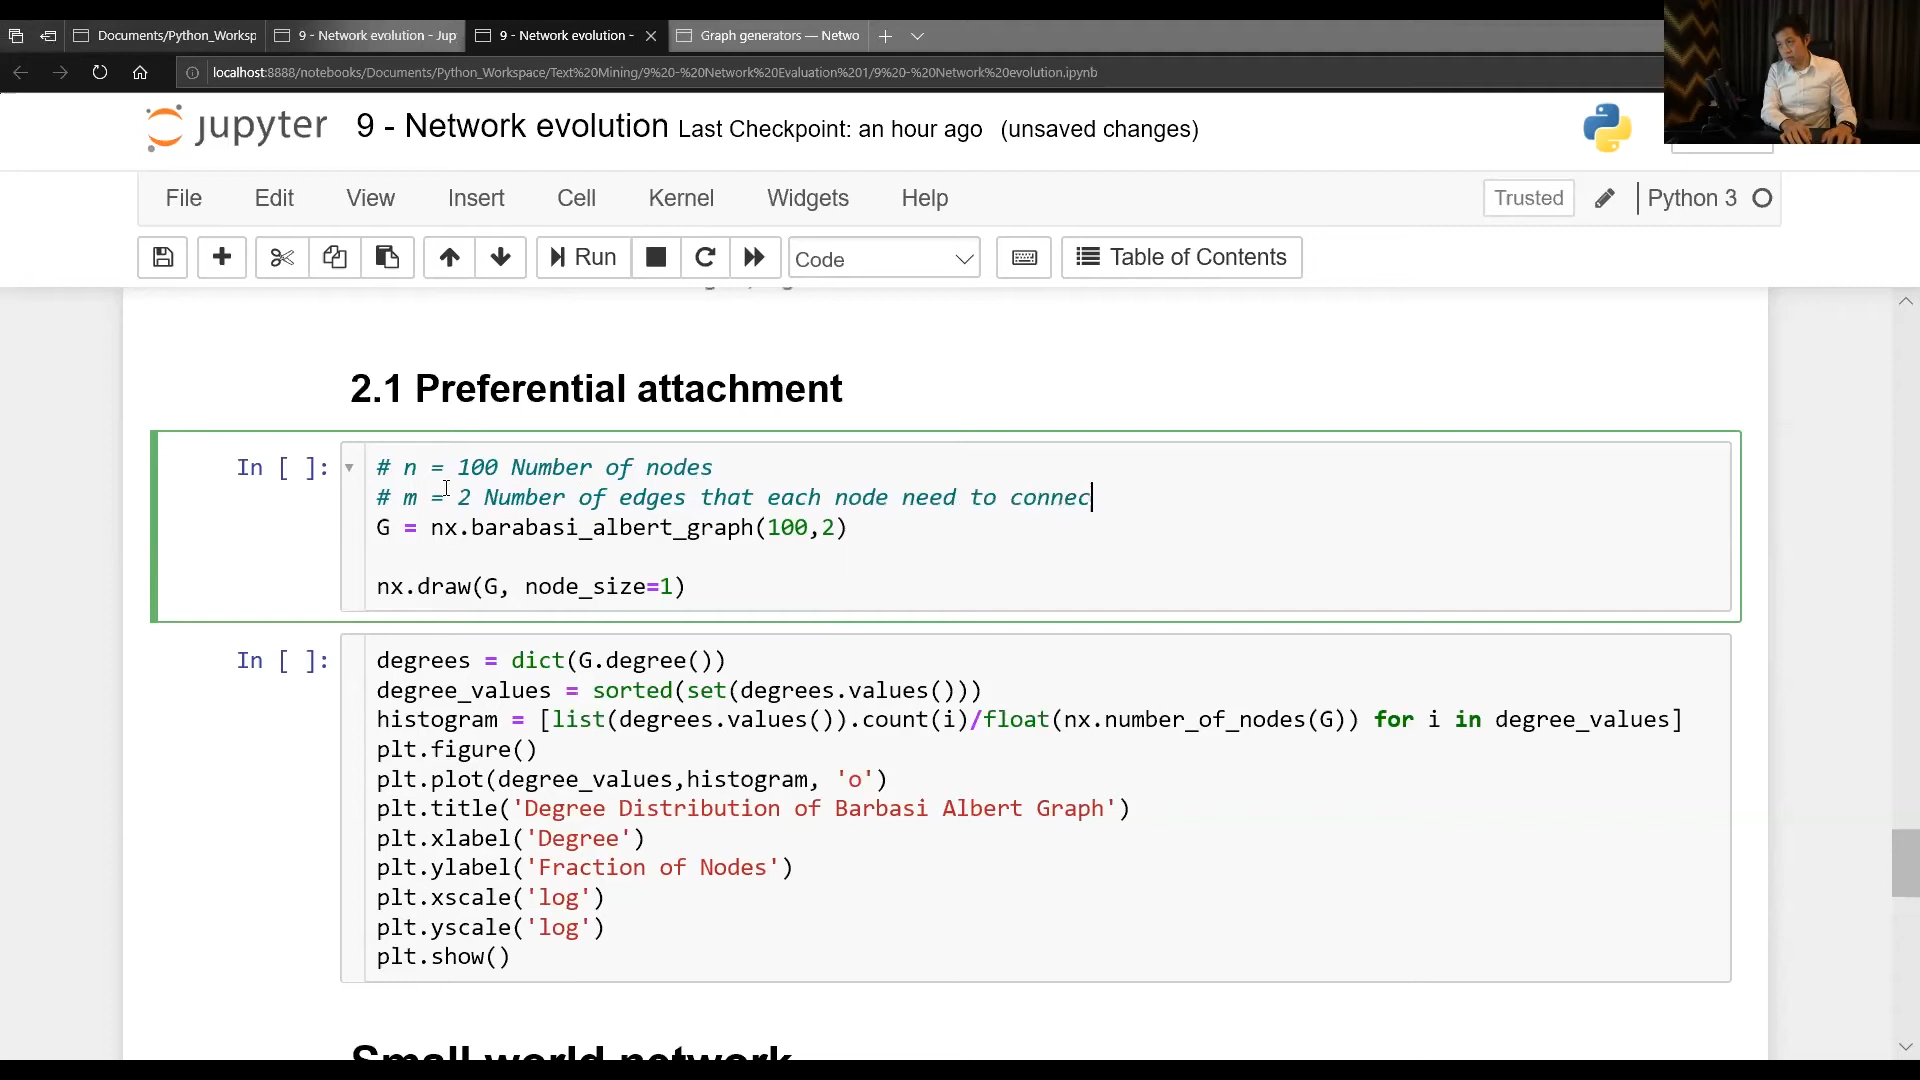 Documents/Python_Worksp
9 - Network evolution - Jup
9 - Network evolution -
Graph generators — Netwo
localhost:8888/notebooks/Documents/Python_Workspace/Text%20Mining/9%20-%20Network%20Evaluation%201/9%20-%20Network%20evolution.ipynb
jupyter 9 - Network evolution Last Checkpoint: an hour ago (unsaved changes)
File Edit View Insert Cell Kernel Widgets Help Trusted Python 3
Run Code Table of Contents
2.1 Preferential attachment
In [ ]:
# n = 100 Number of nodes
# m = 2 Number of edges that each node need to connec
G = nx.barabasi_albert_graph(100,2)
nx.draw(G, node_size=1)
In [ ]:
degrees = dict(G.degree())
degree_values = sorted(set(degrees.values()))
histogram = [list(degrees.values()).count(i)/float(nx.number_of_nodes(G)) for i in degree_values]
plt.figure()
plt.plot(degree_values,histogram, 'o')
plt.title('Degree Distribution of Barbasi Albert Graph')
plt.xlabel('Degree')
plt.ylabel('Fraction of Nodes')
plt.xscale('log')
plt.yscale('log')
plt.show()
Small world network